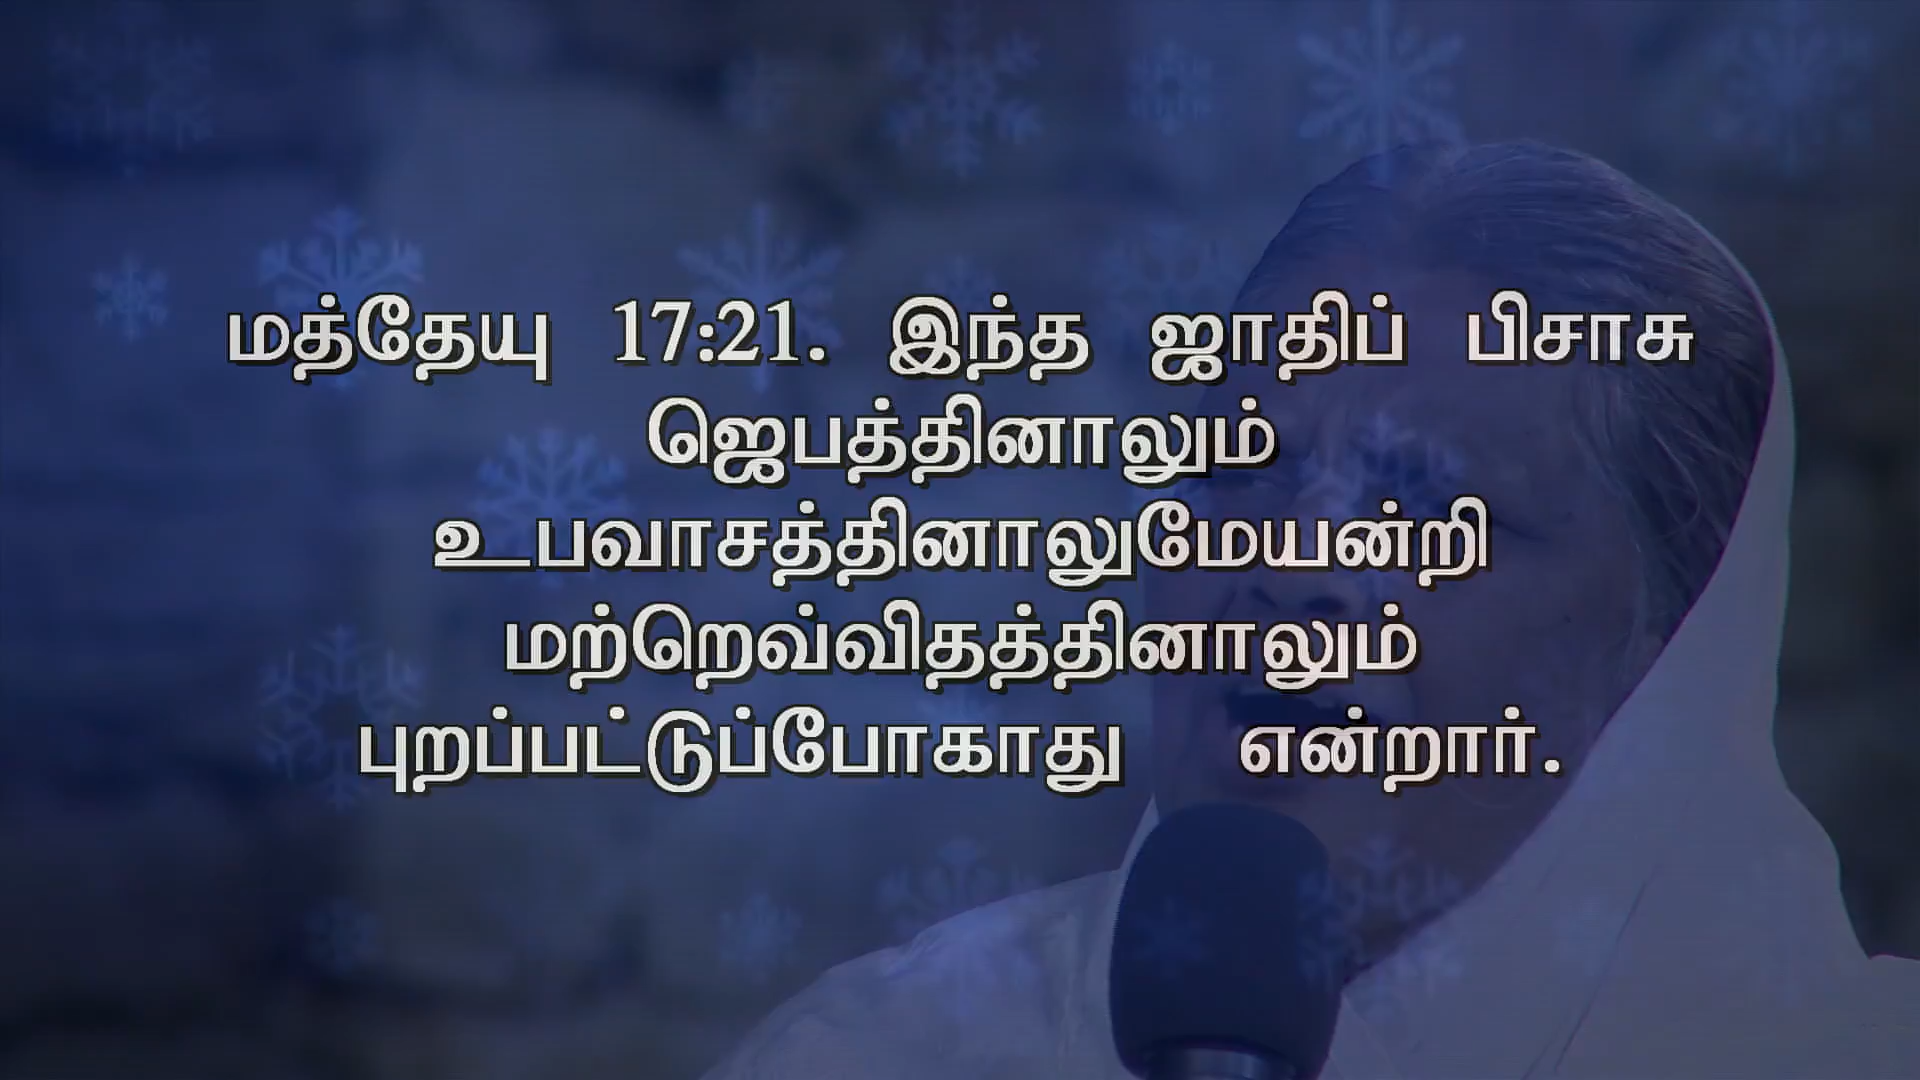 மத்தேயு 17:21. இந்த ஜாதிப் பிசாசு
ஜெபத்தினாலும்
உபவாசத்தினாலுமேயன்றி
மற்றெவ்விதத்தினாலும்
புறப்பட்டுப்போகாது என்றார்.